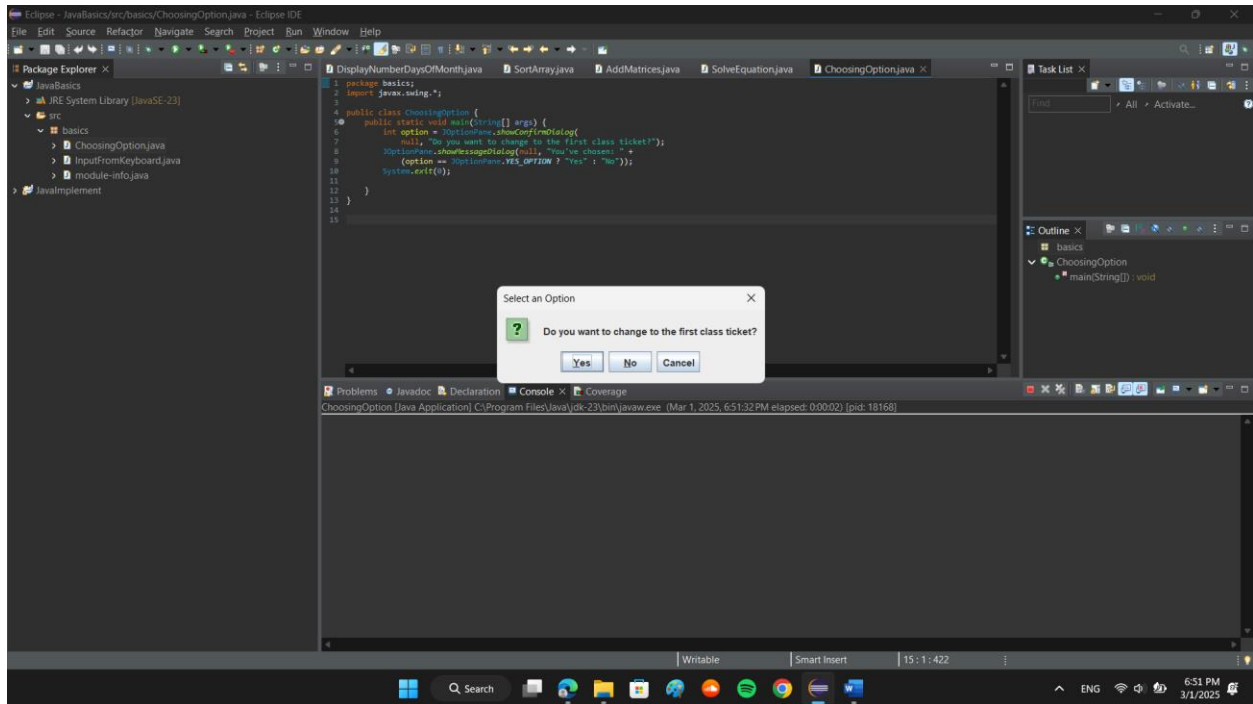 Eclipse - JavaBasics/src/basics/ChoosingOption.java - Eclipse IDE
File Edit Source Refactor Navigate Search Project Run Window Help
Package Explorer
JavaBasics
JRE System Library [JavaSE-23]
src
basics
ChoosingOption.java
InputFromKeyboard.java
module-info.java
JavaImplement
DisplayNumberDaysOfMonth.java SortArray.java AddMatrices.java SolveEquation.java ChoosingOption.java
1 package basics;
2 import javax.swing.*;
3
4 public class ChoosingOption {
5 public static void main(String[] args) {
6 int option = JOptionPane.showConfirmDialog(
7 null, "Do you want to change to the first class ticket?");
8 JOptionPane.showMessageDialog(null, "You've chosen: " +
9 (option == JOptionPane.YES_OPTION ? "Yes" : "No"));
10 System.exit(0);
11
12 }
13 }
14
15
Task List
Find All Activate...
Outline
basics
ChoosingOption
main(String[]) : void
Select an Option
Do you want to change to the first class ticket?
Yes No Cancel
Problems Javadoc Declaration Console Coverage
ChoosingOption [Java Application] C:\Program Files\Java\jdk-23\bin\javaw.exe (Mar 1, 2025, 6:51:32 PM elapsed: 0:00:02) [pid: 18168]
Writable Smart Insert 15 : 1 : 422
Search
ENG
6:51 PM
3/1/2025